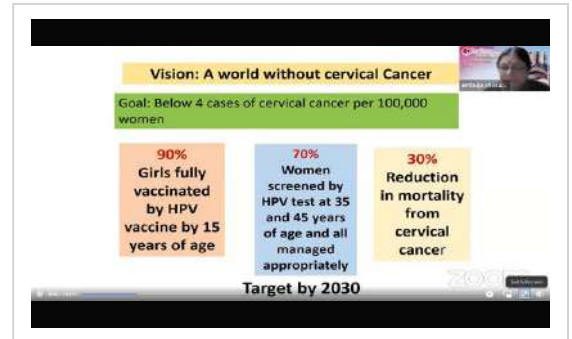 Vision: A world without cervical Cancer
Goal: Below 4 cases of cervical cancer per 100,000
women
90%
Girls fully
vaccinated
by HPV
vaccine by 15
years of age
70%
Women
screened by
HPV test at 35
and 45 years
of age and all
managed
appropriately
30%
Reduction
in mortality
from
cervical
cancer
Target by 2030
zoom